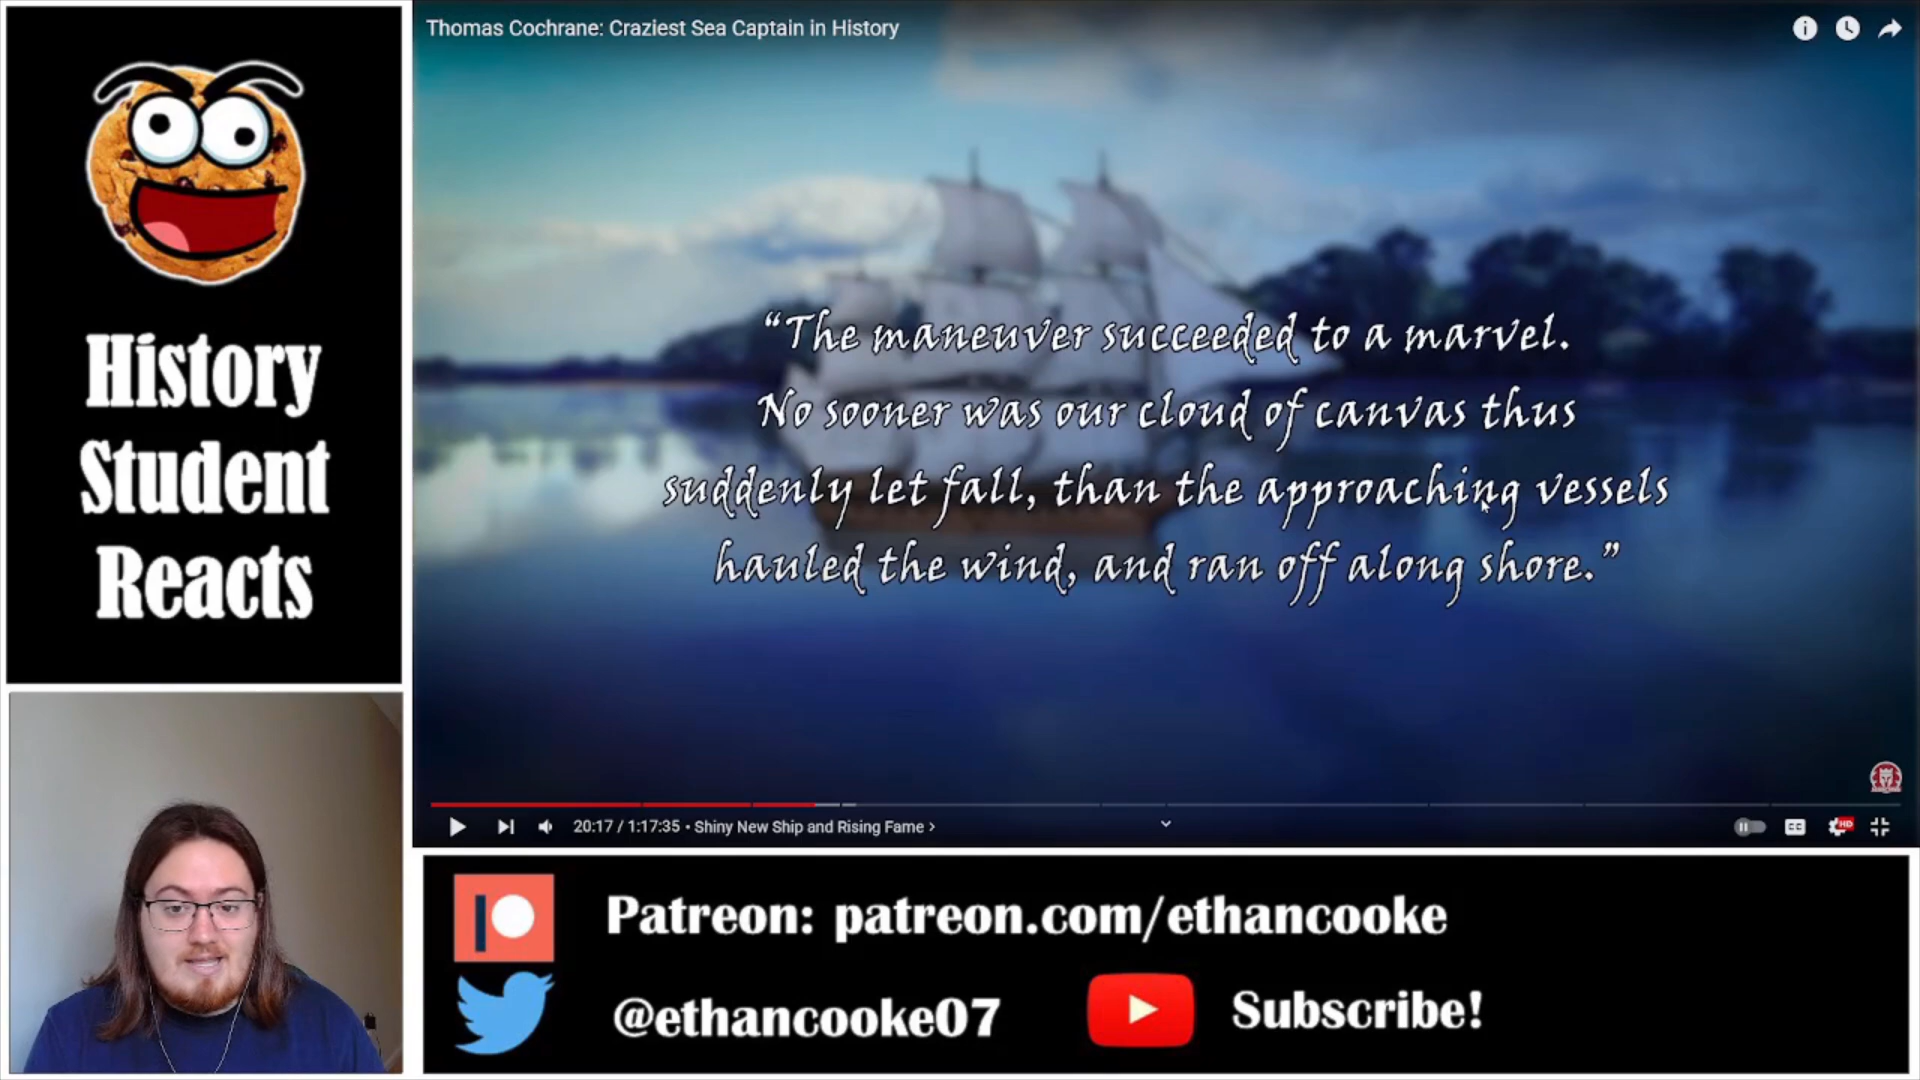 Thomas Cochrane: Craziest Sea Captain in History
History
Student
Reacts
“The maneuver succeeded to a marvel.
No sooner was our cloud of canvas thus
suddenly let fall, than the approaching vessels
hauled the wind, and ran off along shore.”
20:17 / 1:17:35 • Shiny New Ship and Rising Fame >
CC
HD
Patreon: patreon.com/ethancooke
@ethancooke07
Subscribe!